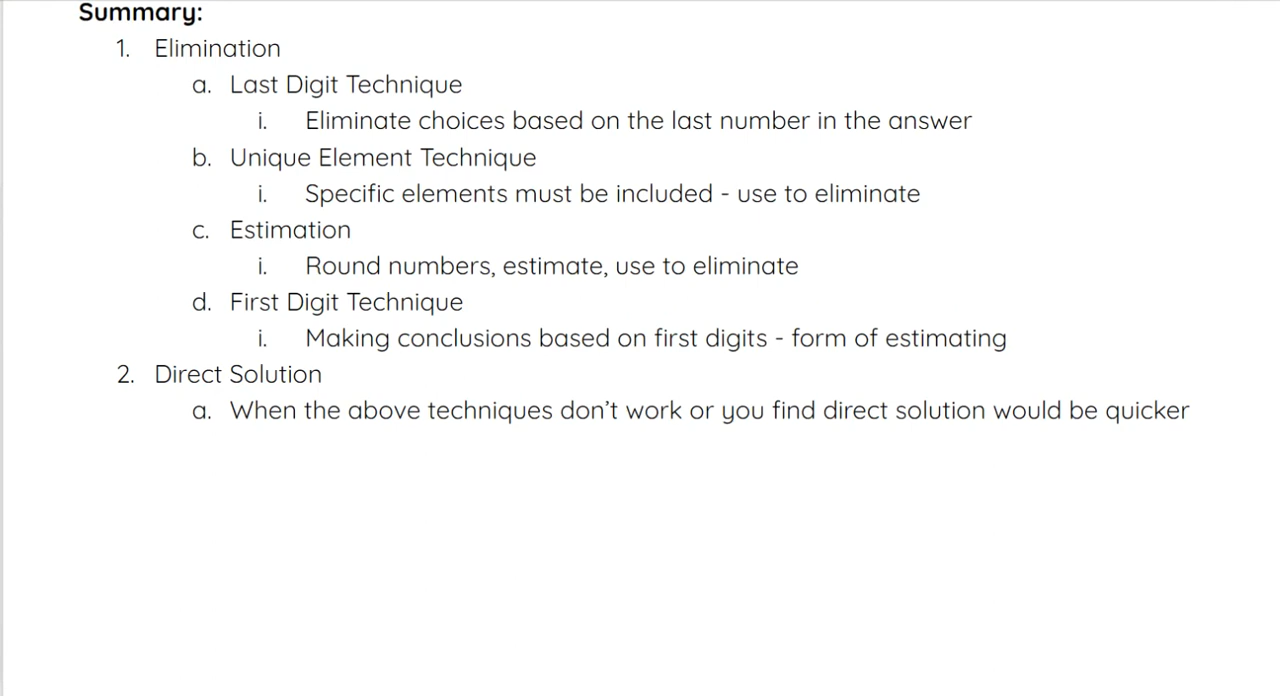 Summary:
1. Elimination
a. Last Digit Technique
i. Eliminate choices based on the last number in the answer
b. Unique Element Technique
i. Specific elements must be included - use to eliminate
c. Estimation
i. Round numbers, estimate, use to eliminate
d. First Digit Technique
i. Making conclusions based on first digits - form of estimating
2. Direct Solution
a. When the above techniques don’t work or you find direct solution would be quicker